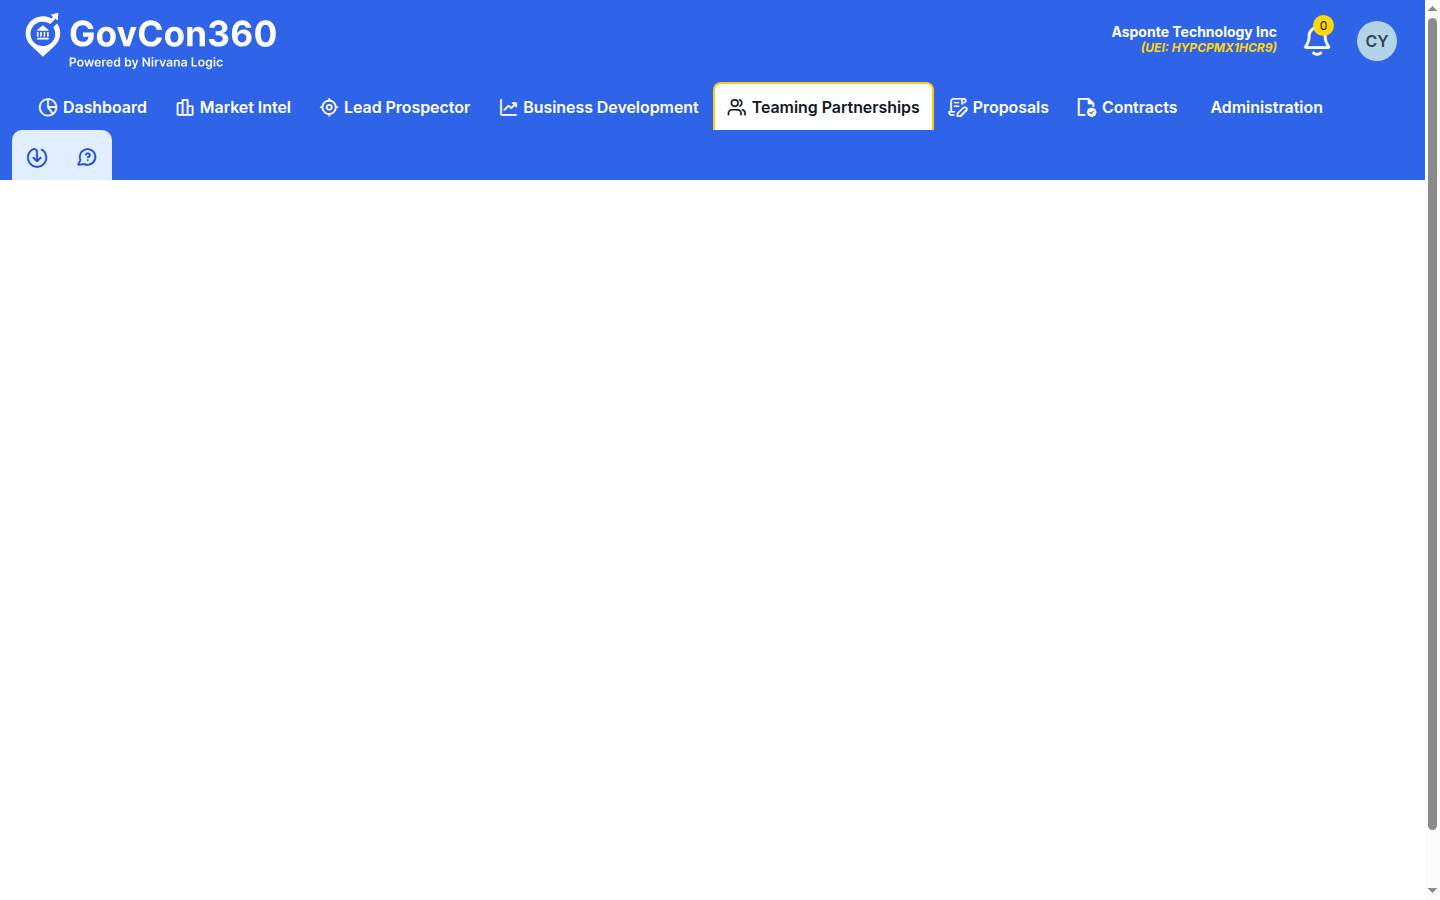 GovCon360
Powered by Nirvana Logic
Asponte Technology Inc
(UEI: HYPCPMX1HCR9)
0
CY
Dashboard
Market Intel
Lead Prospector
Business Development
Teaming Partnerships
Proposals
Contracts
Administration